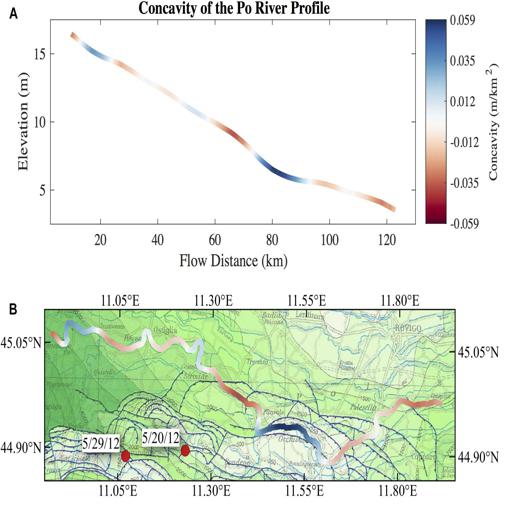 A
Concavity of the Po River Profile
15
10
5
Elevation (m)
20 40 60 80 100 120
Flow Distance (km)
0.059
0.035
0.012
-0.012
-0.035
-0.059
Concavity (m/km²)
B
11.05°E 11.30°E 11.55°E 11.80°E
45.05°N 45.05°N
ROVIGO
Ostiglia
5/29/12 5/20/12
44.90°N 44.90°N
11.05°E 11.30°E 11.55°E 11.80°E